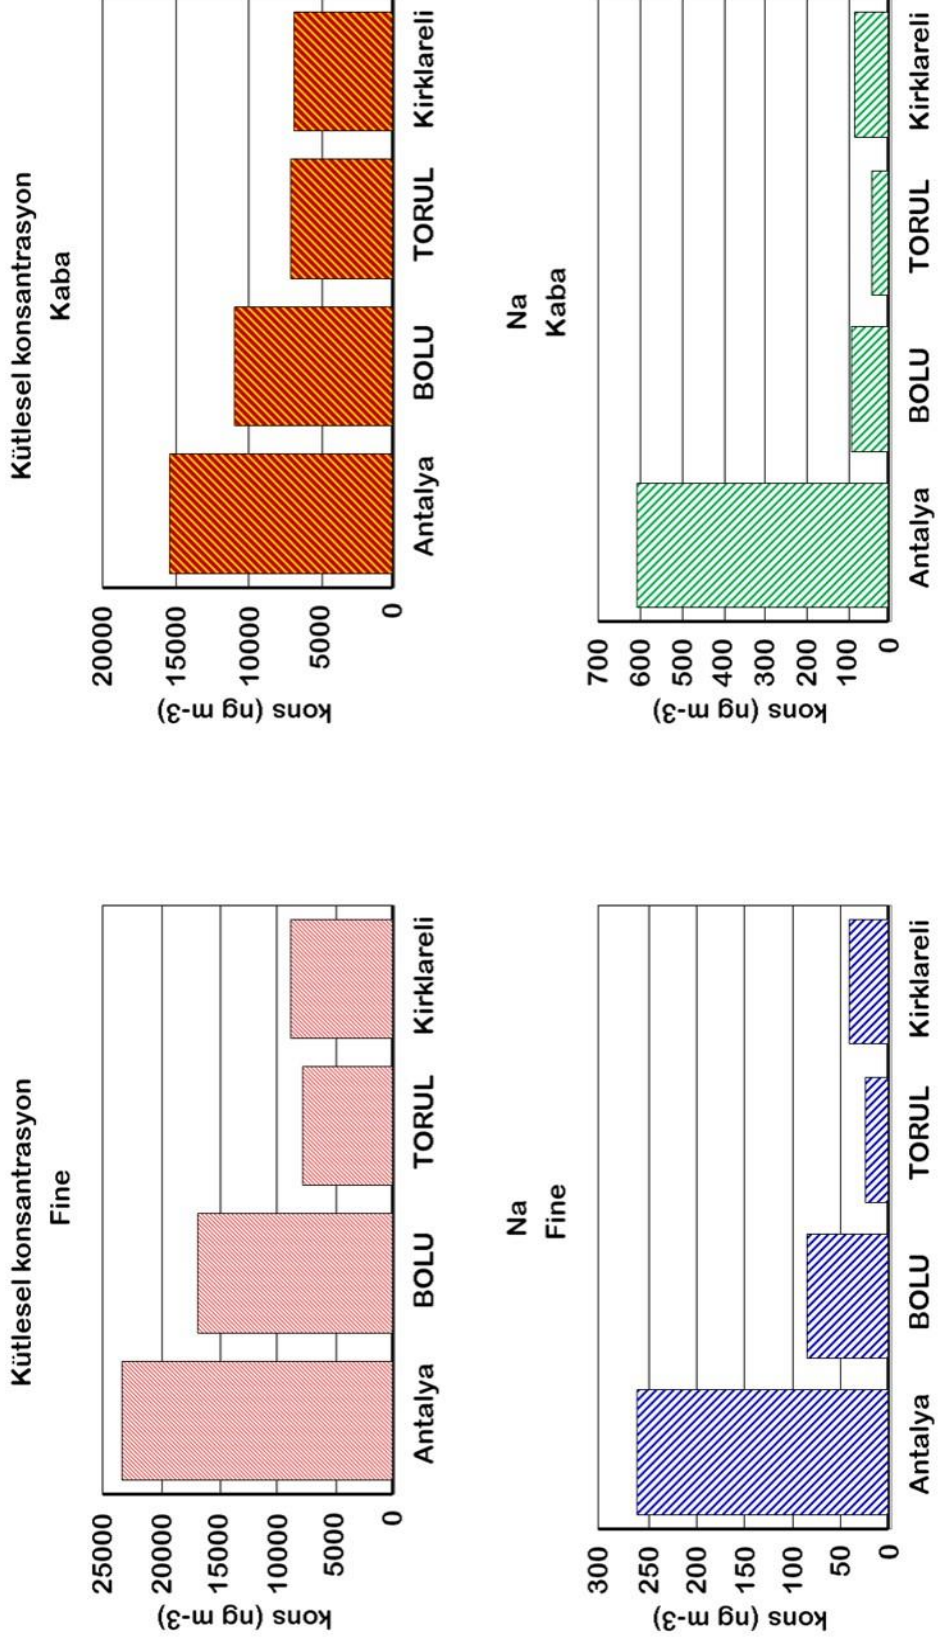 Kütlesel konsantrasyon
Fine
kons (ng m-3)
25000
20000
15000
10000
5000
0
Antalya
BOLU
TORUL
Kirklareli
Kütlesel konsantrasyon
Kaba
kons (ng m-3)
20000
15000
10000
5000
0
Antalya
BOLU
TORUL
Kirklareli
Na
Fine
kons (ng m-3)
300
250
200
150
100
50
0
Antalya
BOLU
TORUL
Kirklareli
Na
Kaba
kons (ng m-3)
700
600
500
400
300
200
100
0
Antalya
BOLU
TORUL
Kirklareli